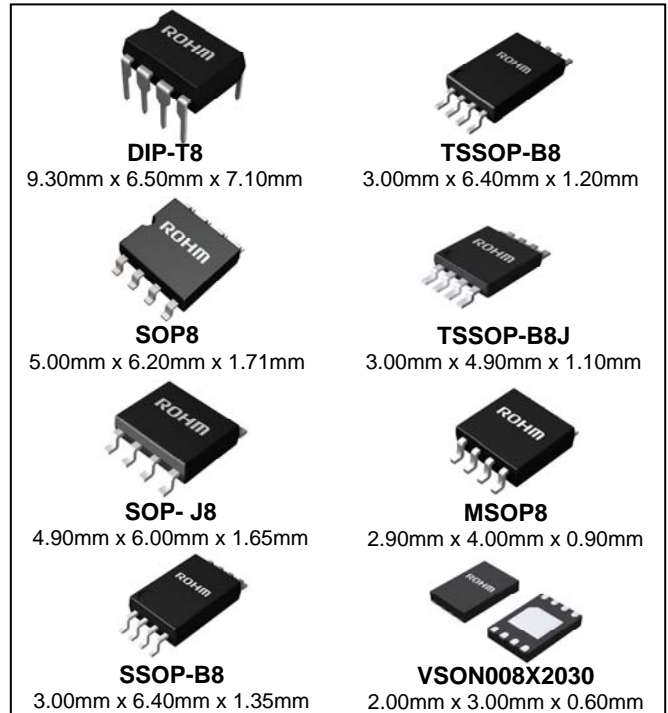 ROHM
DIP-T8
9.30mm x 6.50mm x 7.10mm
ROHM
TSSOP-B8
3.00mm x 6.40mm x 1.20mm
ROHM
SOP8
5.00mm x 6.20mm x 1.71mm
ROHM
TSSOP-B8J
3.00mm x 4.90mm x 1.10mm
ROHM
SOP- J8
4.90mm x 6.00mm x 1.65mm
ROHM
MSOP8
2.90mm x 4.00mm x 0.90mm
ROHM
SSOP-B8
3.00mm x 6.40mm x 1.35mm
ROHM
VSON008X2030
2.00mm x 3.00mm x 0.60mm